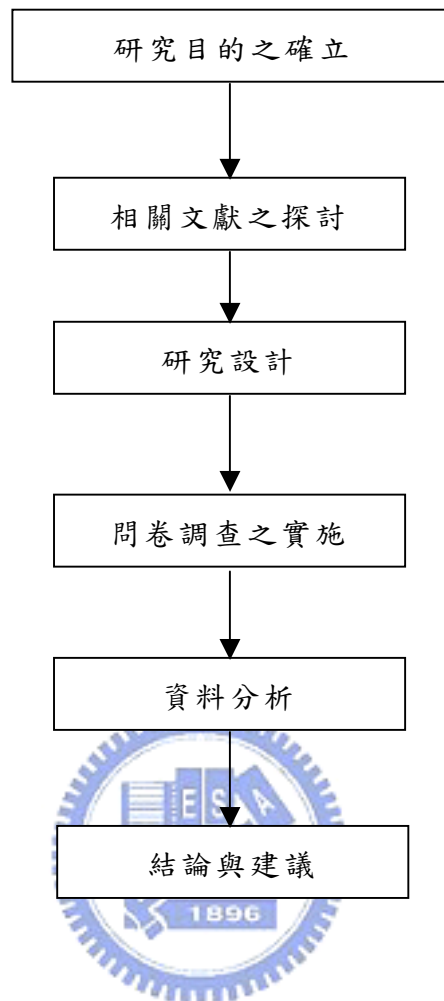 研究目的之確立
相關文獻之探討
研究設計
問卷調查之實施
資料分析
E S A
結論與建議
1896